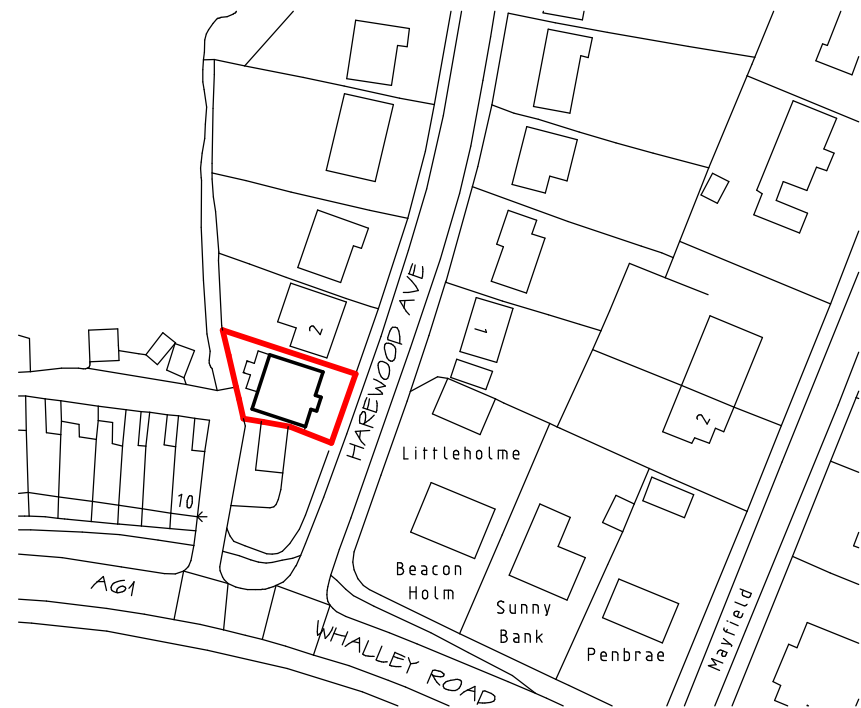 2
HAREWOOD AVE
1
2
Littleholme
10
Beacon
Holm
A61
Sunny
Bank
Mayfield
WHALLEY ROAD
Penbrae